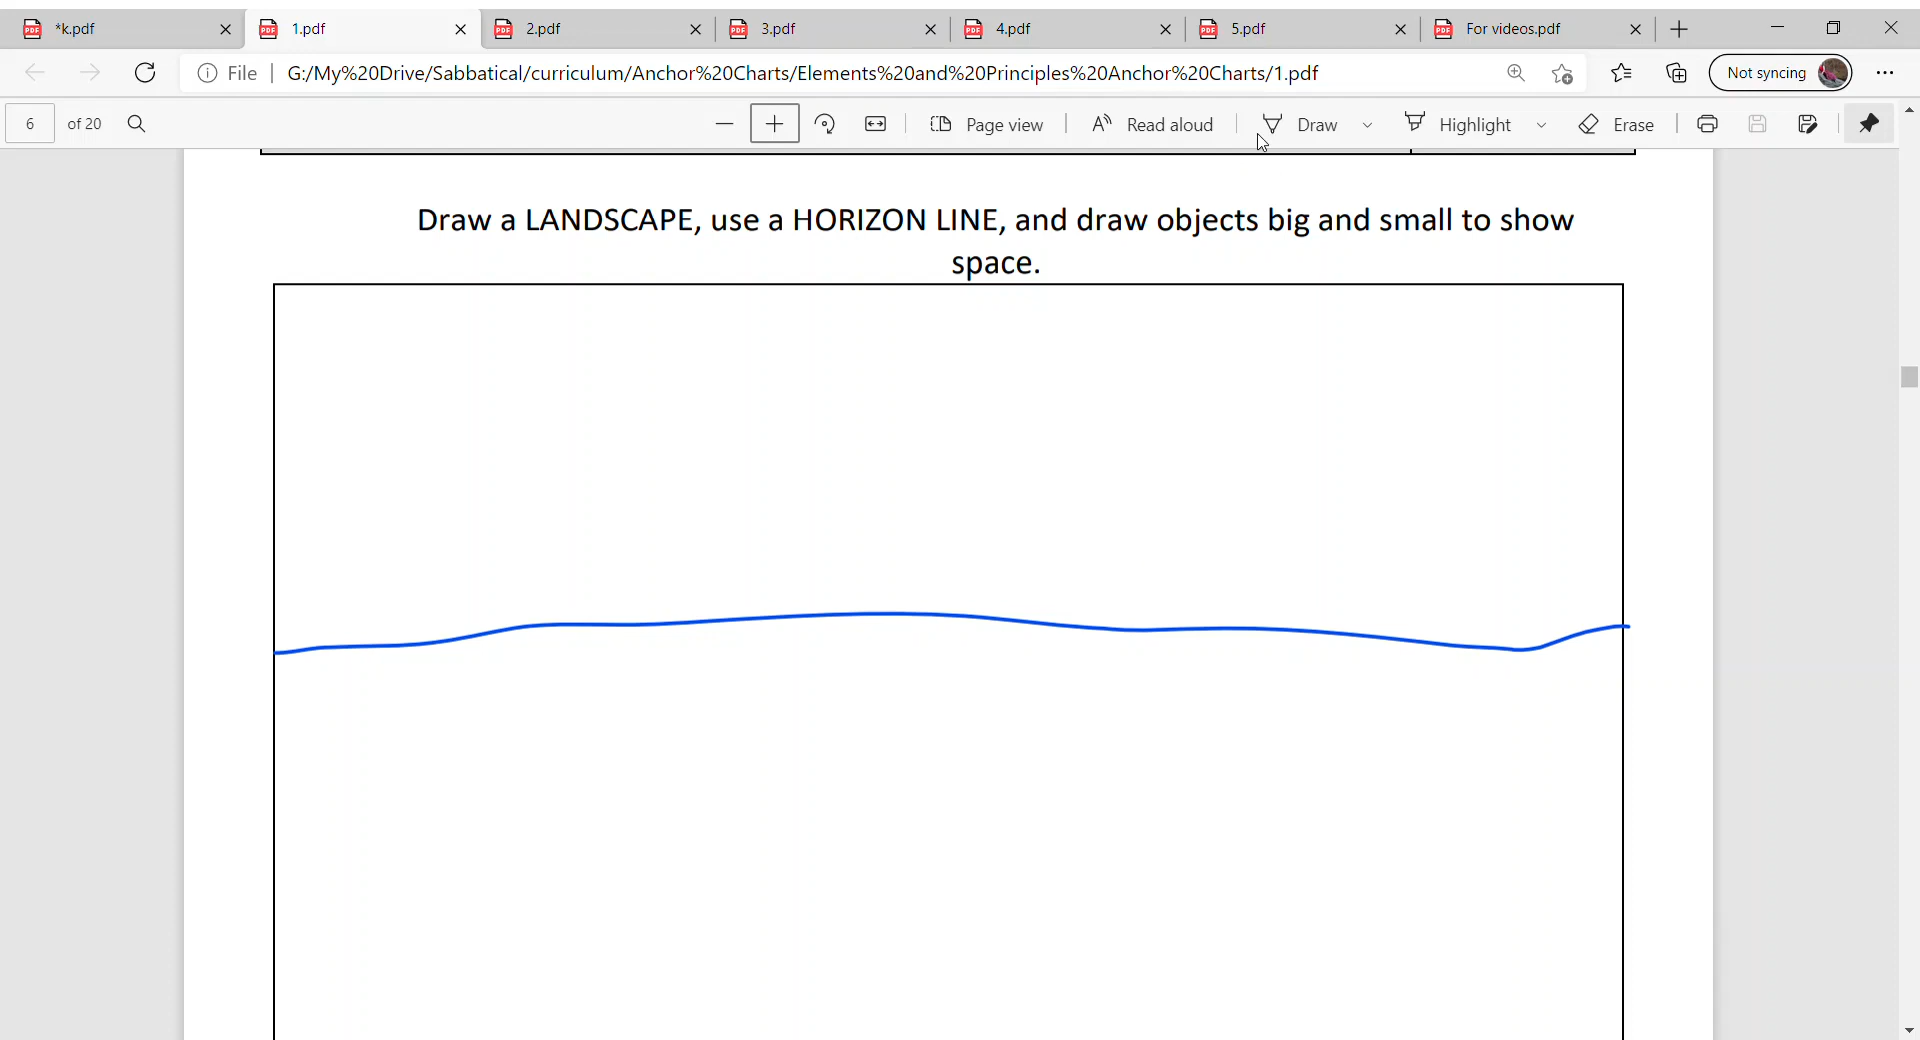 *k.pdf
1.pdf
2.pdf
3.pdf
4.pdf
5.pdf
For videos.pdf
File
G:/My%20Drive/Sabbatical/curriculum/Anchor%20Charts/Elements%20and%20Principles%20Anchor%20Charts/1.pdf
Not syncing
6 of 20
Page view
Read aloud
Draw
Highlight
Erase
Draw a LANDSCAPE, use a HORIZON LINE, and draw objects big and small to show
space.